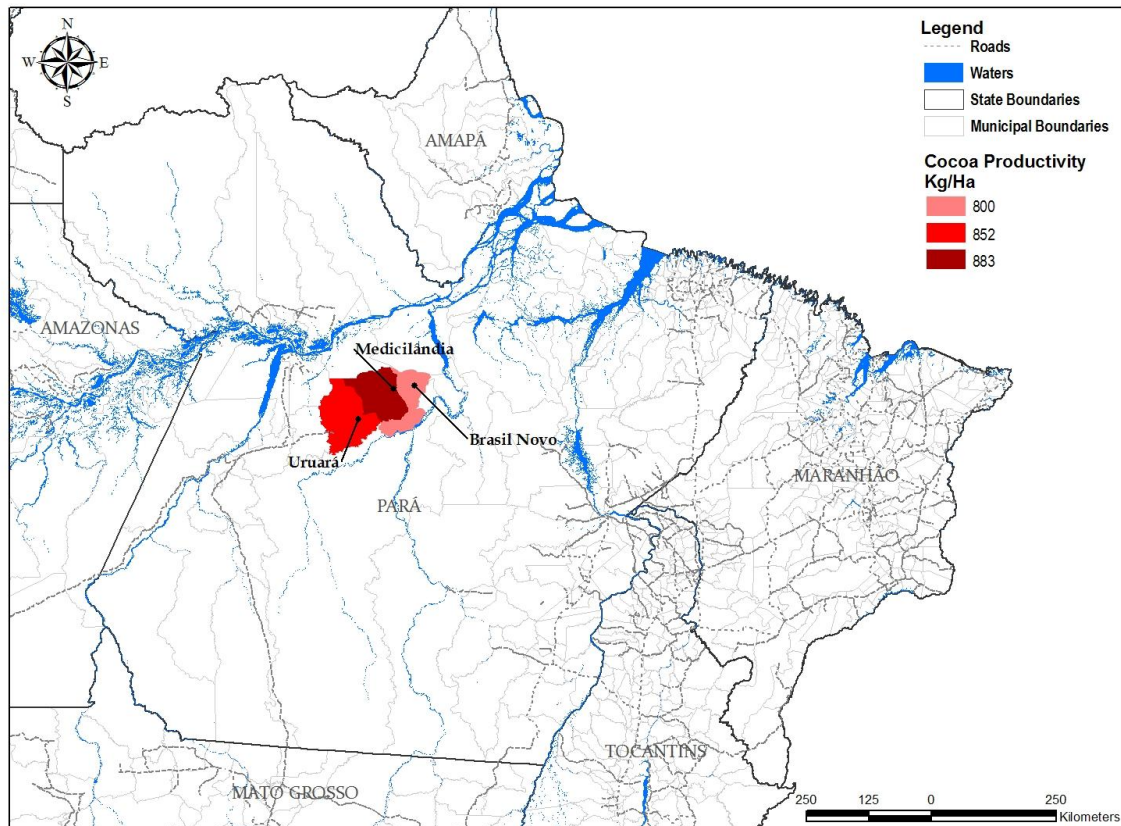 N
W E
S
Legend
Roads
Waters
State Boundaries
Municipal Boundaries
Cocoa Productivity
Kg/Ha
800
852
883
AMAPÁ
AMAZONAS
Medicilândia
Brasil Novo
Uruará
PARÁ
MARANHÃO
TOCANTINS
MATO GROSSO
250 125 0 250
Kilometers